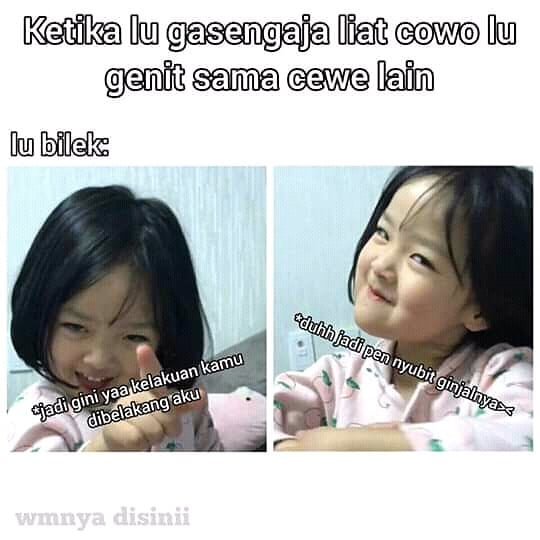 Ketika lu gasengaja liat cowo lu
genit sama cewe lain
lu bilek:
*jadi gini yaa kelakuan kamu
dibelakang aku
*duhh jadi pen nyubit ginjalnya><
wmnya disinii